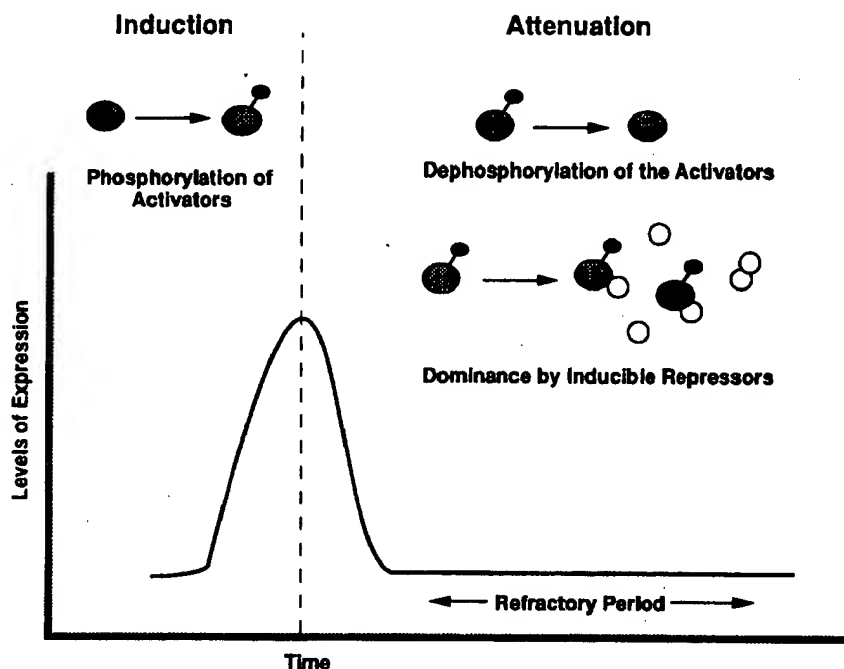 Induction
Attenuation
Phosphorylation of
Activators
Dephosphorylation of the Activators
Dominance by Inducible Repressors
Levels of Expression
Refractory Period
Time